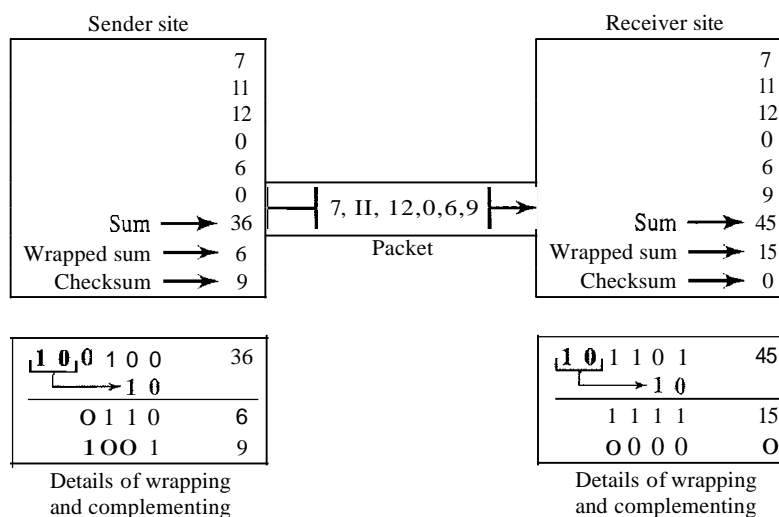 Sender site
7
11
12
0
6
0
Sum 36
Wrapped sum 6
Checksum 9
7, II, 12,0,6,9
Packet
Receiver site
7
11
12
0
6
9
Sum 45
Wrapped sum 15
Checksum 0
1 0 0 1 0 0 36
1 0
O 1 1 0 6
1 O O 1 9
Details of wrapping
and complementing
1 0 1 1 0 1 45
1 0
1 1 1 1 15
O 0 0 0 O
Details of wrapping
and complementing